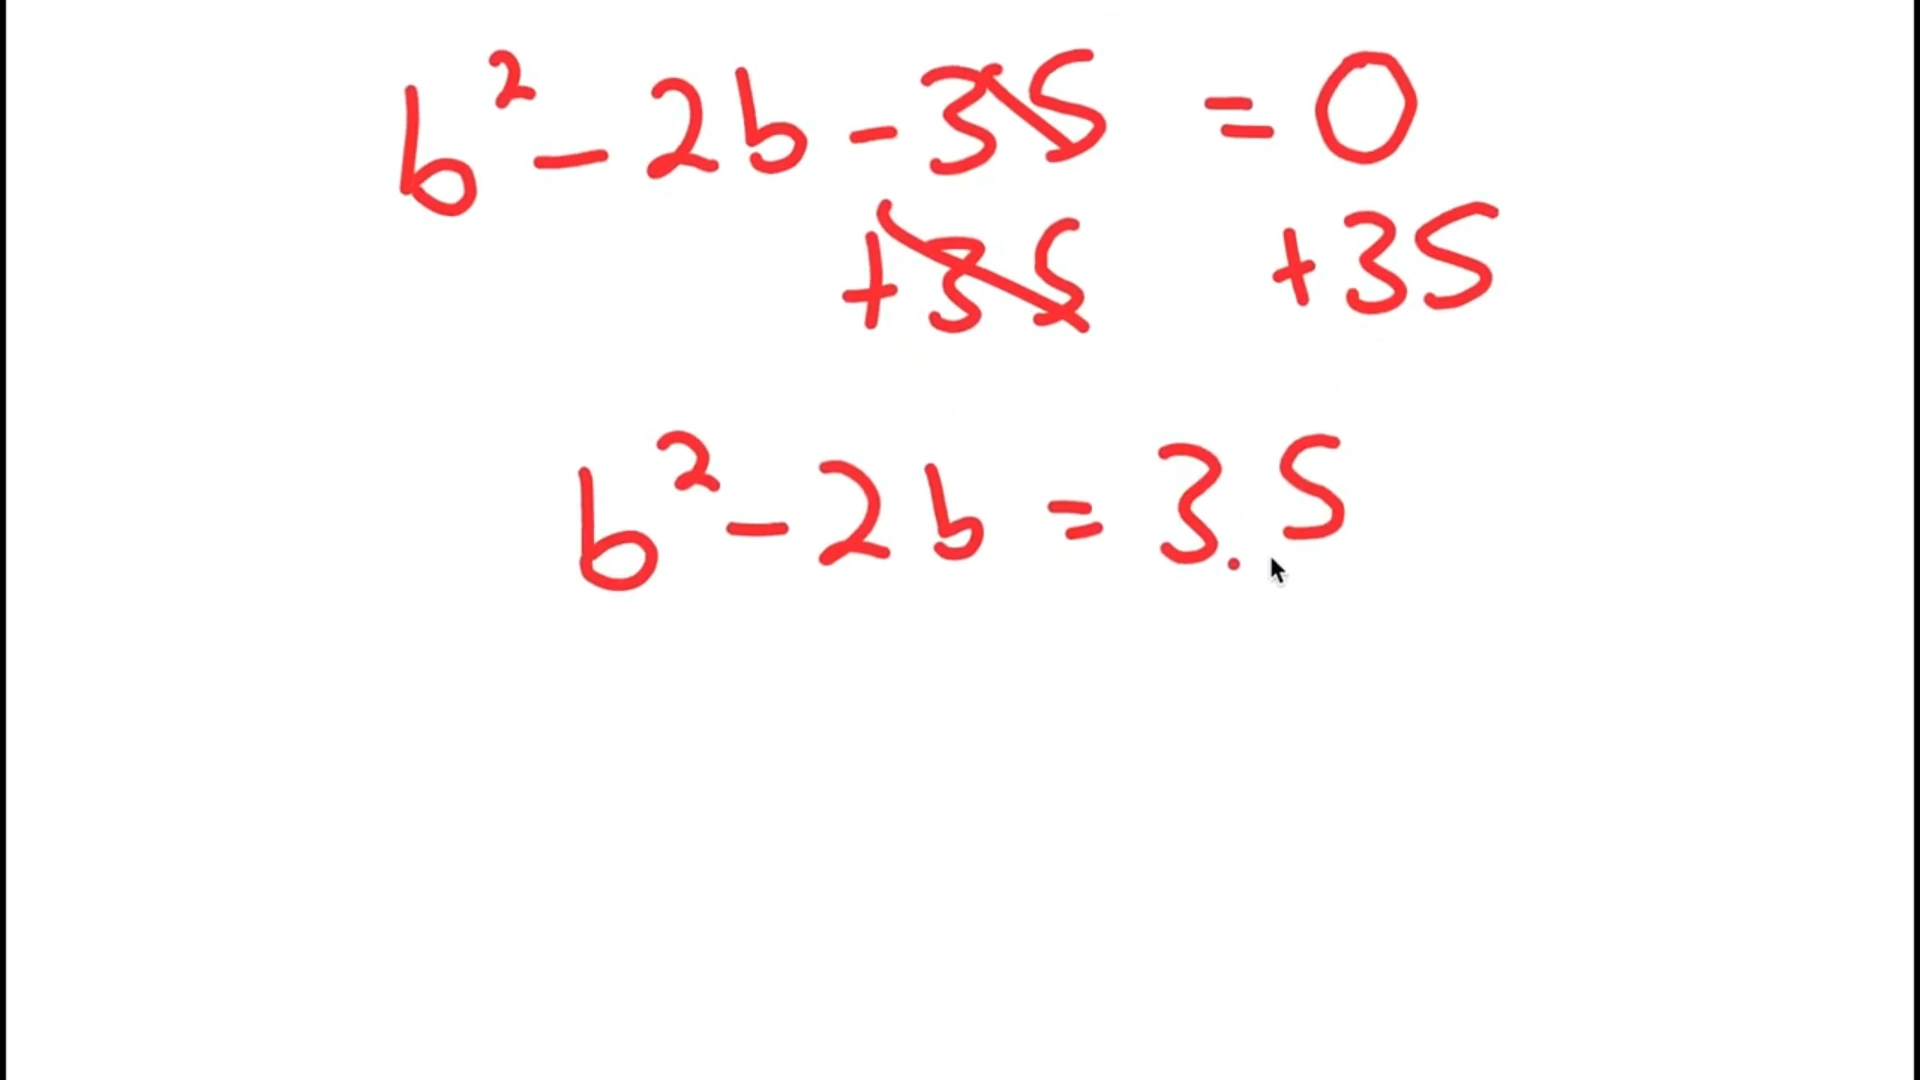 b² - 2b - 35 = 0
+35 +35
b² - 2b = 3.5